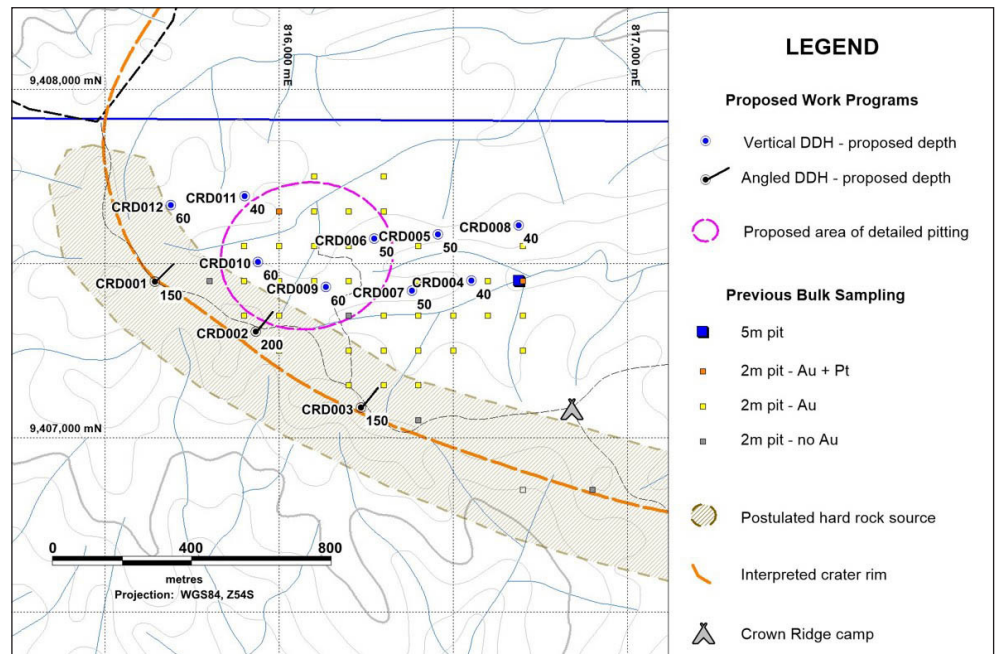 816,000 mE
817,000 mE
9,408,000 mN
CRD011
40
CRD012
60
CRD006
50
CRD005
50
CRD008
40
CRD010
60
CRD001
150
CRD009
60
CRD007
50
CRD004
40
CRD002
200
CRD003
150
9,407,000 mN
0 400 800
metres
Projection: WGS84, Z54S
LEGEND
Proposed Work Programs
Vertical DDH - proposed depth
Angled DDH - proposed depth
Proposed area of detailed pitting
Previous Bulk Sampling
5m pit
2m pit - Au + Pt
2m pit - Au
2m pit - no Au
Postulated hard rock source
Interpreted crater rim
Crown Ridge camp